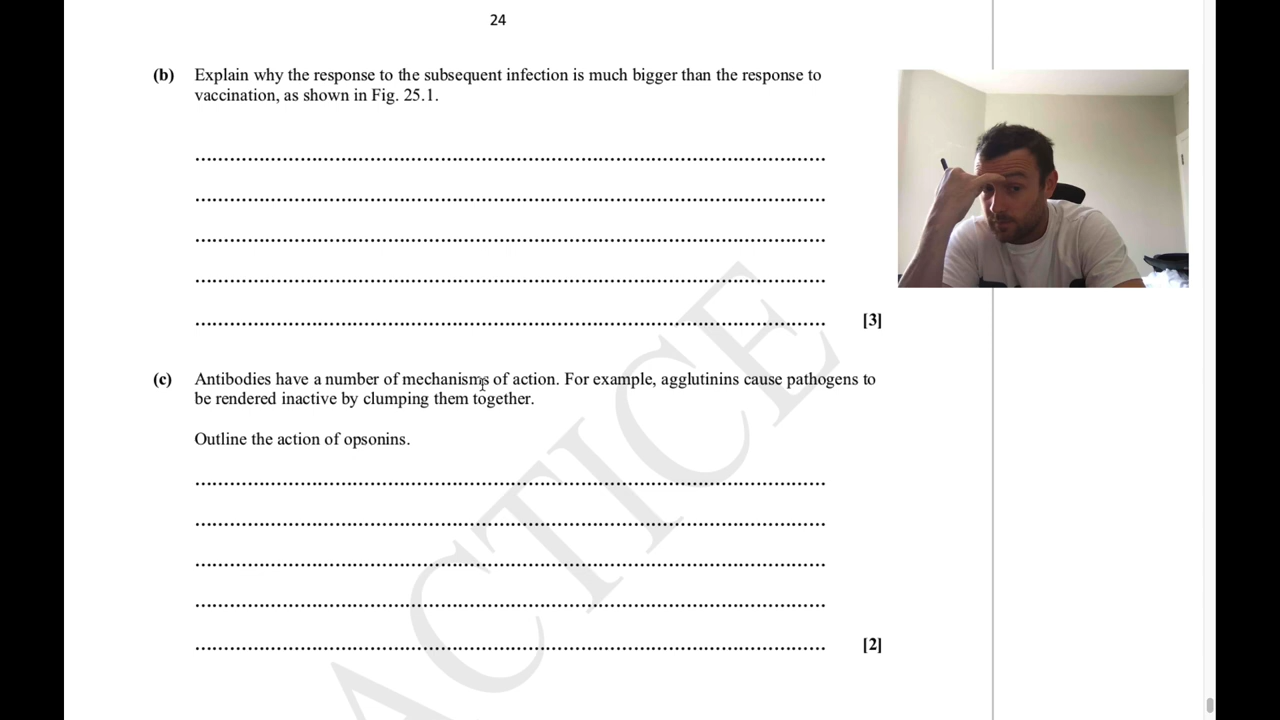 24
(b) Explain why the response to the subsequent infection is much bigger than the response to
vaccination, as shown in Fig. 25.1.
[3]
(c) Antibodies have a number of mechanisms of action. For example, agglutinins cause pathogens to
be rendered inactive by clumping them together.
Outline the action of opsonins.
[2]
ACTICE